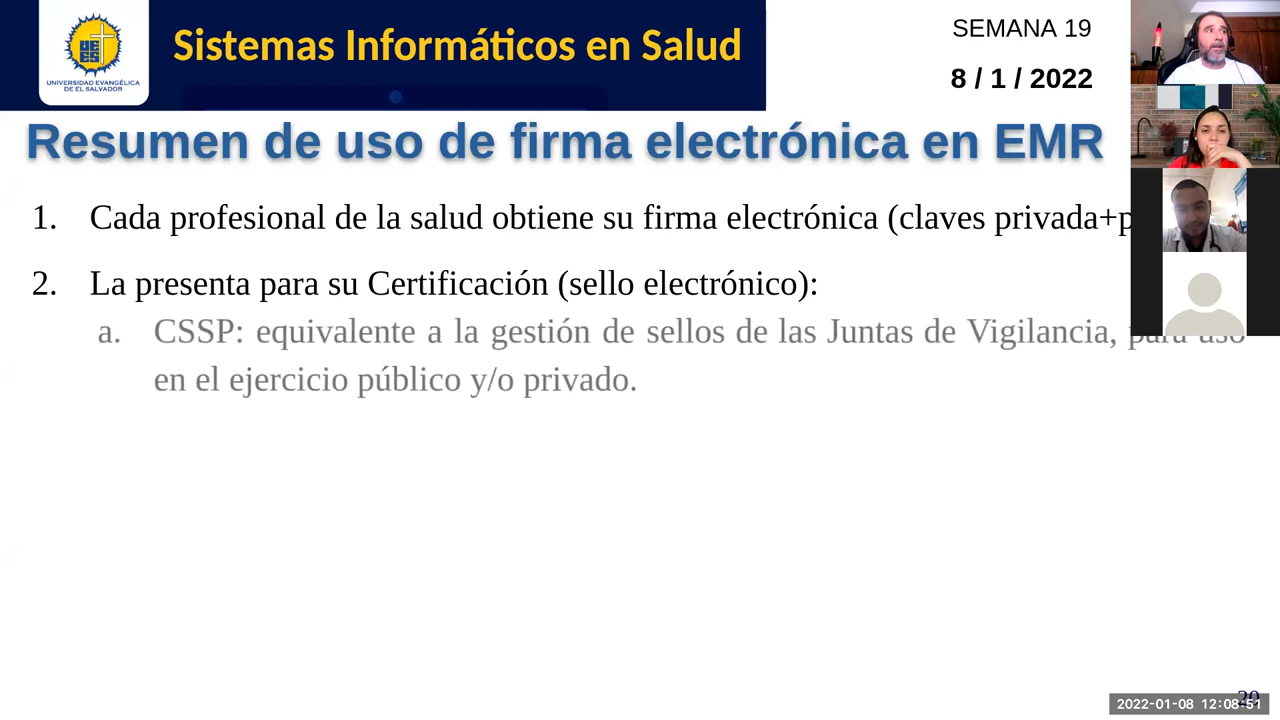 UNIVERSIDAD EVANGÉLICA
DE EL SALVADOR
Sistemas Informáticos en Salud
SEMANA 19
8 / 1 / 2022
Resumen de uso de firma electrónica en EMR
1. Cada profesional de la salud obtiene su firma electrónica (claves privada+p
2. La presenta para su Certificación (sello electrónico):
a. CSSP: equivalente a la gestión de sellos de las Juntas de Vigilancia, para uso
en el ejercicio público y/o privado.
20
2022-01-08 12:08:51